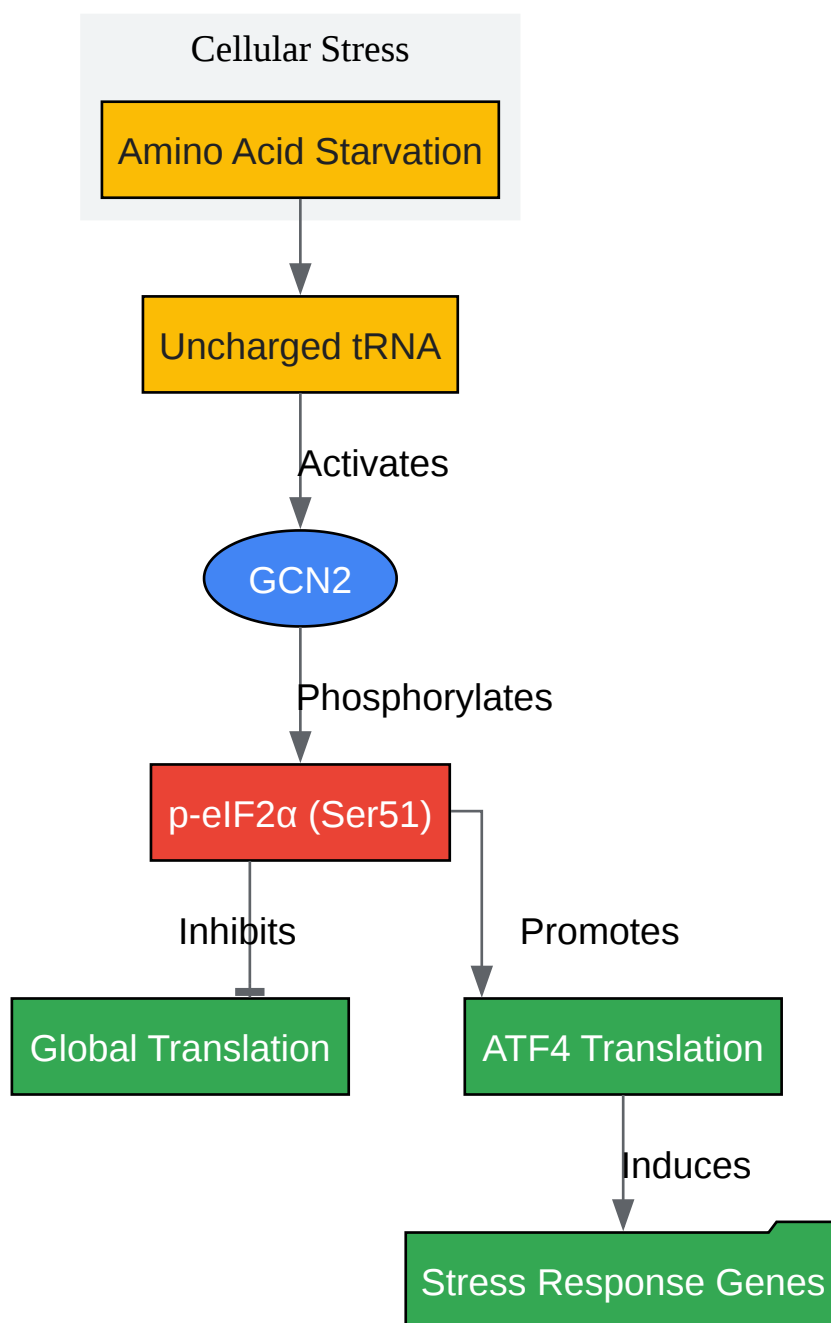 Cellular Stress
Amino Acid Starvation
Uncharged tRNA
Activates
GCN2
Phosphorylates
p-eIF2α (Ser51)
Inhibits
Promotes
Global Translation
ATF4 Translation
Induces
Stress Response Genes